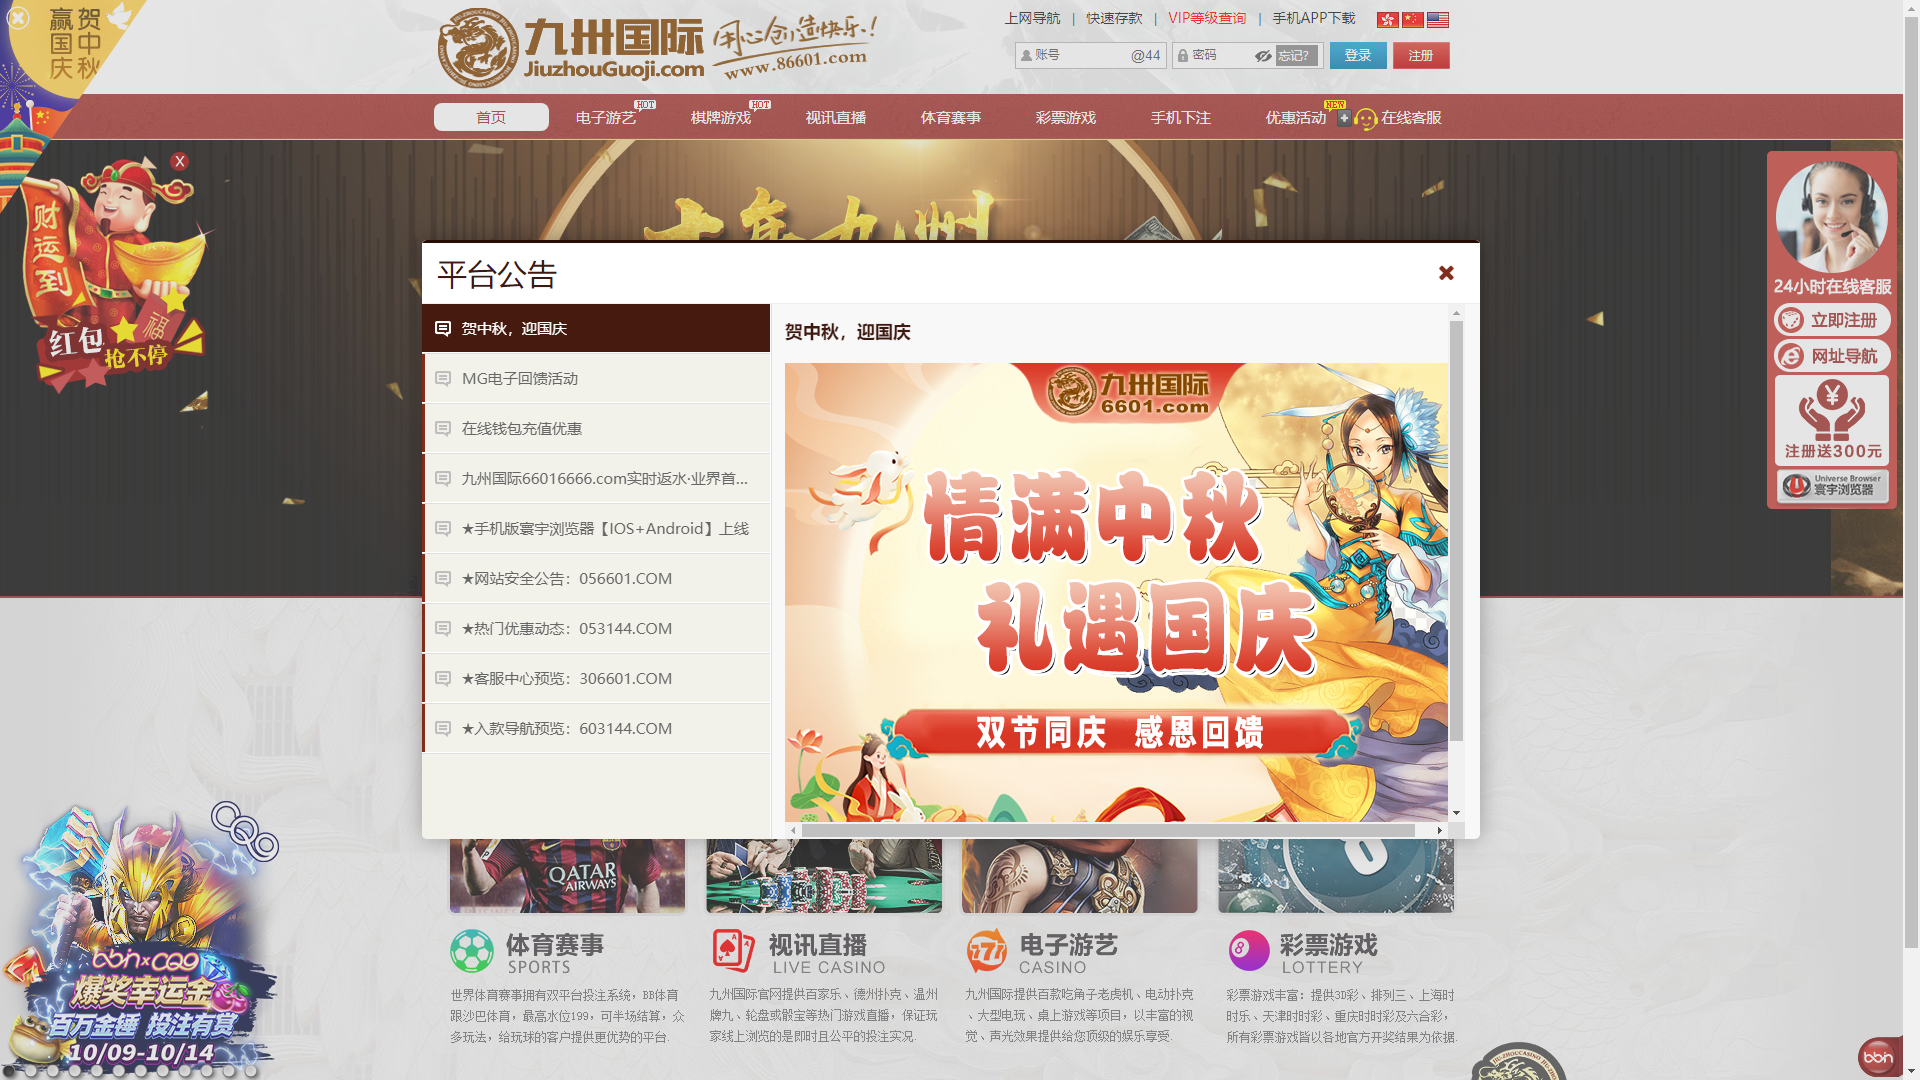 贺中秋
赢国庆
九卅国际
JiuzhouGuoji.com
用心创造快乐!
www.86601.com
上网导航 | 快速存款 | VIP等级查询 | 手机APP下载
账号 @44 密码 忘记? 登录 注册
首页 电子游艺 HOT 棋牌游戏 HOT 视讯直播 体育赛事 彩票游戏 手机下注 优惠活动 NEW 在线客服
X
财运到
福
红包
抢不停
24小时在线客服
立即注册
网址导航
注册送300元
Universe Browser
寰宇浏览器
平台公告
贺中秋，迎国庆
MG电子回馈活动
在线钱包充值优惠
九州国际66016666.com实时返水·业界首...
★手机版寰宇浏览器【IOS+Android】上线
★网站安全公告：056601.COM
★热门优惠动态：053144.COM
★客服中心预览：306601.COM
★入款导航预览：603144.COM
贺中秋，迎国庆
九卅国际
6601.com
情满中秋
礼遇国庆
双节同庆 感恩回馈
QATAR
AIRWAYS
体育赛事
SPORTS
世界体育赛事拥有双平台投注系统，BB体育
跟沙巴体育，最高水位199，可半场结算，众
多玩法，给玩球的客户提供更优势的平台.
视讯直播
LIVE CASINO
九州国际官网提供百家乐、德州扑克、温州
牌九、轮盘或骰宝等热门游戏直播，保证玩
家线上浏览的是即时且公平的投注实况.
777
电子游艺
CASINO
九州国际提供百款吃角子老虎机、电动扑克
、大型电玩、桌上游戏等项目，以丰富的视
觉、声光效果提供给您顶级的娱乐享受.
8
彩票游戏
LOTTERY
彩票游戏丰富：提供3D彩、排列三、上海时
时乐、天津时时彩、重庆时时彩及六合彩，
所有彩票游戏皆以各地官方开奖结果为依据.
bbin x CQ9
爆奖幸运金
百万金锤 投注有赏
10/09-10/14
bbin